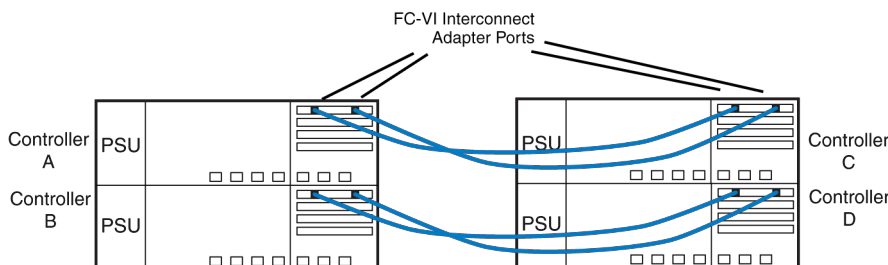 FC-VI Interconnect
Adapter Ports
Controller
A
PSU
PSU
Controller
C
Controller
B
PSU
PSU
Controller
D